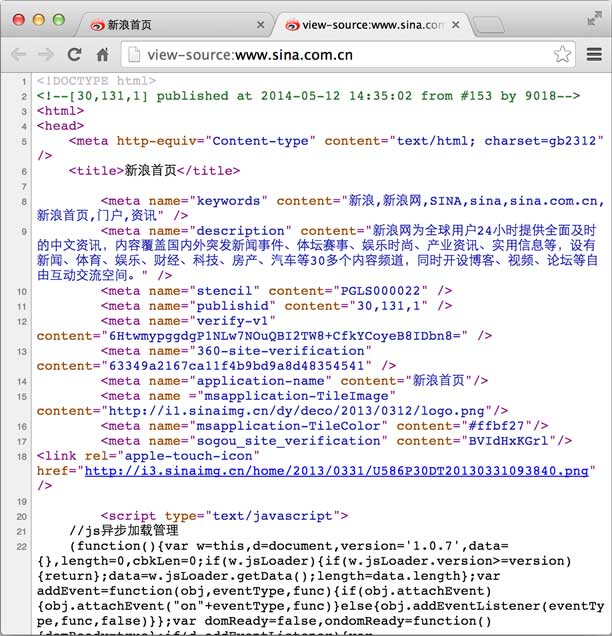 新浪首页
view-source:www.sina.com.cn
view-source:www.sina.com.cn
1 <!DOCTYPE html>
2 <!--[30,131,1] published at 2014-05-12 14:35:02 from #153 by 9018-->
3 <html>
4 <head>
5 <meta http-equiv="Content-type" content="text/html; charset=gb2312"
/>
6 <title>新浪首页</title>
7
8 <meta name="keywords" content="新浪,新浪网,SINA,sina,sina.com.cn,
新浪首页,门户,资讯" />
9 <meta name="description" content="新浪网为全球用户24小时提供全面及时
的中文资讯，内容覆盖国内外突发新闻事件、体坛赛事、娱乐时尚、产业资讯、实用信息等，设有
新闻、体育、娱乐、财经、科技、房产、汽车等30多个内容频道，同时开设博客、视频、论坛等自
由互动交流空间。" />
10 <meta name="stencil" content="PGLS000022" />
11 <meta name="publishid" content="30,131,1" />
12 <meta name="verify-v1"
content="6HtwmypggdgP1NLw7NOuQBI2TW8+CfkYCoyeB8IDbn8=" />
13 <meta name="360-site-verification"
content="63349a2167ca11f4b9bd9a8d48354541" />
14 <meta name="application-name" content="新浪首页"/>
15 <meta name ="msapplication-TileImage"
content="http://i1.sinaimg.cn/dy/deco/2013/0312/logo.png"/>
16 <meta name="msapplication-TileColor" content="#ffbf27"/>
17 <meta name="sogou_site_verification" content="BVIdHxKGrl"/>
18 <link rel="apple-touch-icon"
href="http://i3.sinaimg.cn/home/2013/0331/U586P30DT20130331093840.png"
/>
19
20 <script type="text/javascript">
21 //js异步加载管理
22 (function(){var w=this,d=document,version='1.0.7',data=
{},length=0,cbkLen=0;if(w.jsLoader){if(w.jsLoader.version>=version)
{return};data=w.jsLoader.getData();length=data.length};var
addEvent=function(obj,eventType,func){if(obj.attachEvent)
{obj.attachEvent("on"+eventType,func)}else{obj.addEventListener(eventT
ype,func,false)}};var domReady=false,ondomReady=function()